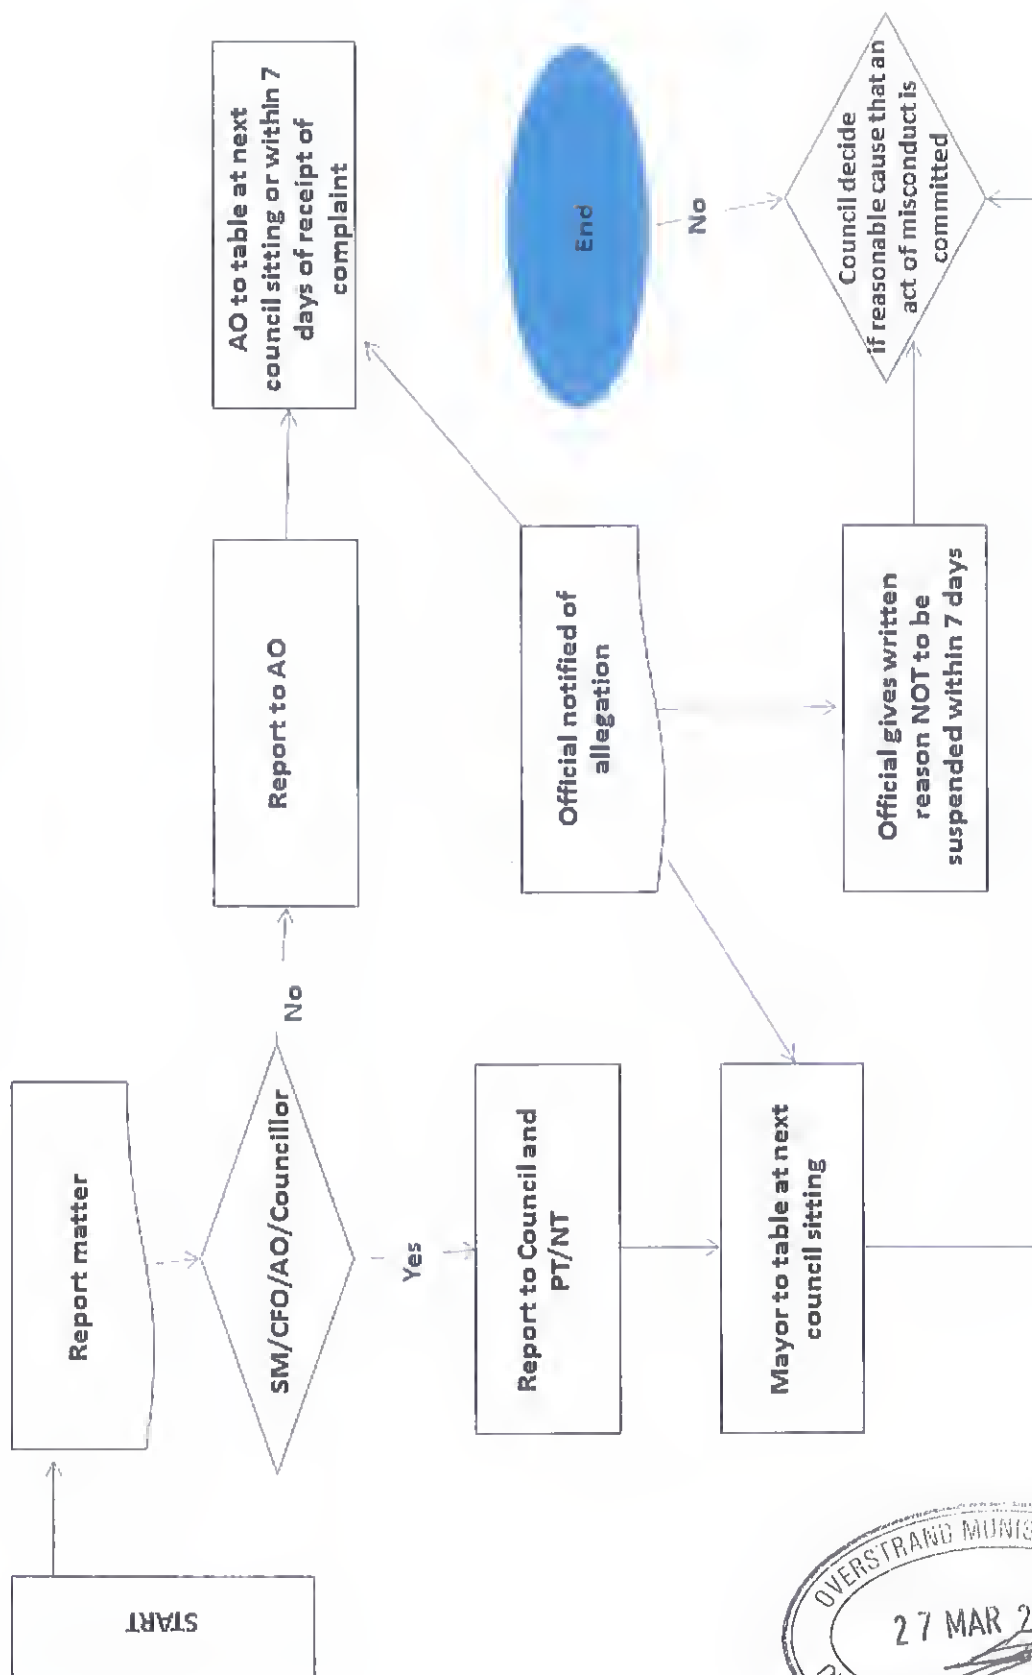 START
Report matter
SM/CFO/AO/Councillor
No
Yes
Report to AO
AO to table at next
council sitting or within 7
days of receipt of
complaint
Report to Council and
PT/NT
Official notified of
allegation
End
No
Mayor to table at next
council sitting
Official gives written
reason NOT to be
suspended within 7 days
Council decide
if reasonable cause that an
act of misconduct is
committed
OVERSTRAND
27 MAR